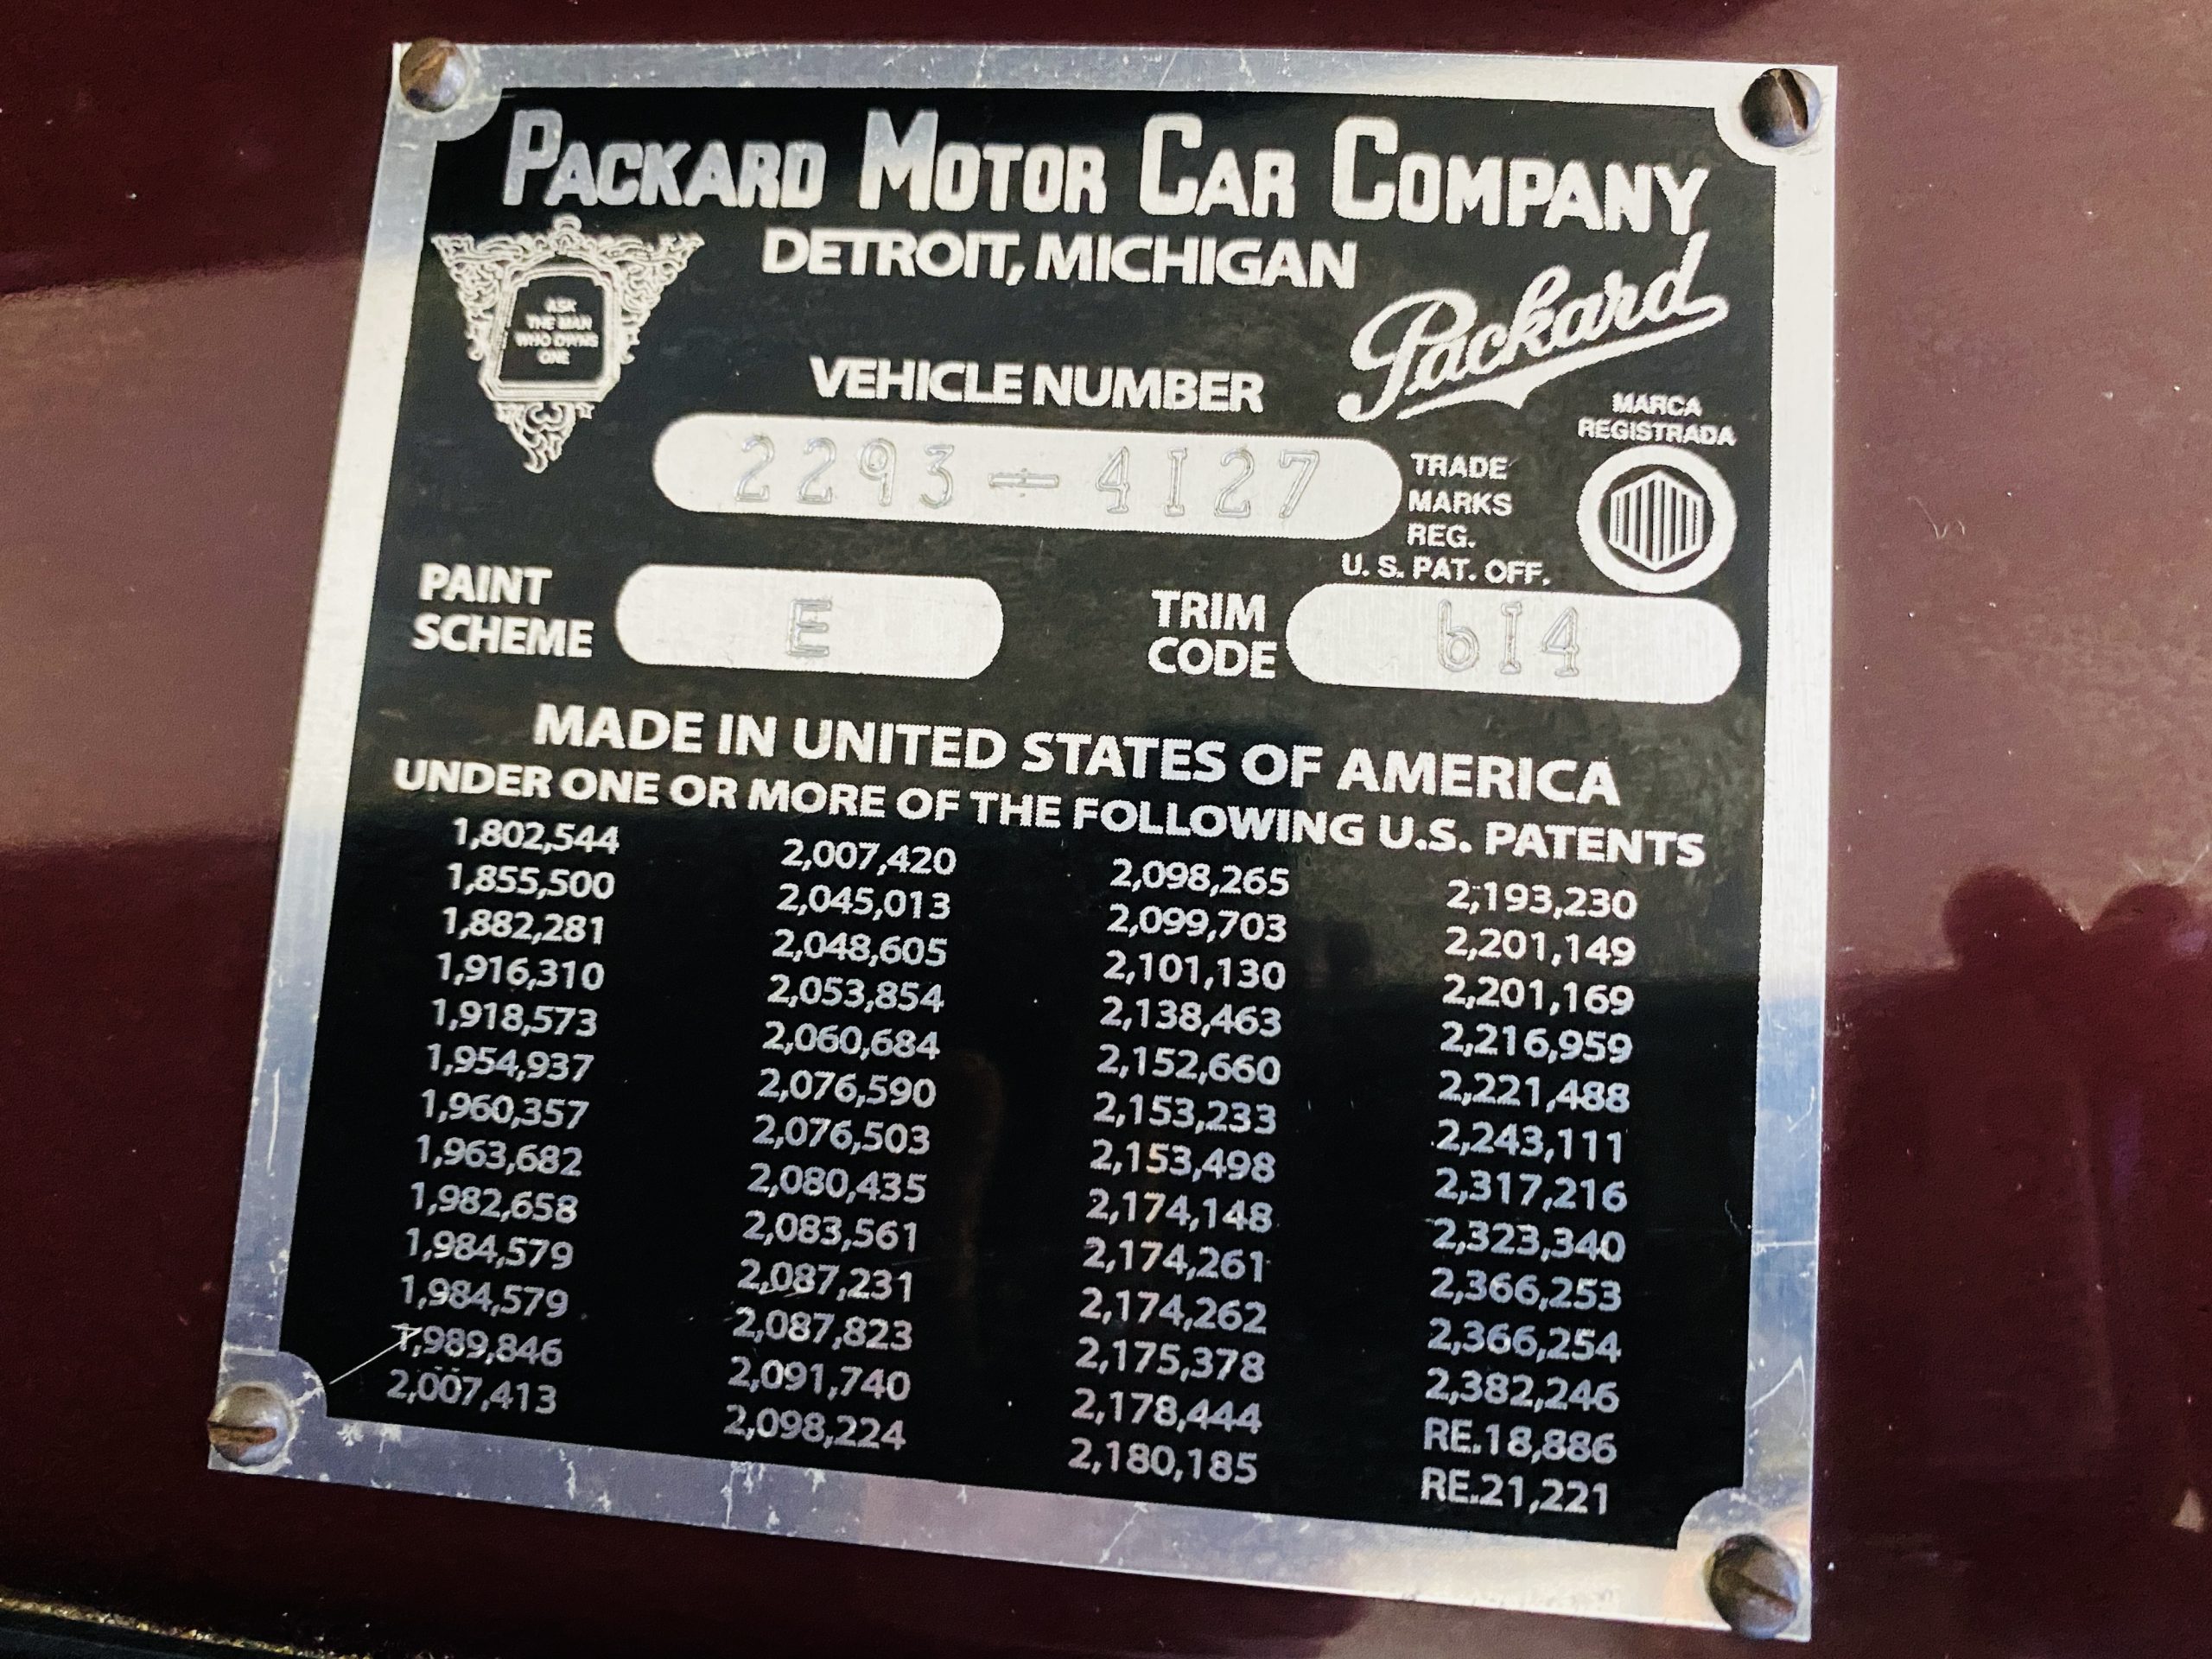 PACKARD MOTOR CAR COMPANY
DETROIT, MICHIGAN
ASK
THE MAN
WHO OWNS
ONE
Packard
VEHICLE NUMBER
2293-4127
MARCA
REGISTRADA
TRADE
MARKS
REG.
U. S. PAT. OFF.
PAINT
SCHEME
E
TRIM
CODE
614
MADE IN UNITED STATES OF AMERICA
UNDER ONE OR MORE OF THE FOLLOWING U.S. PATENTS
1,802,544 2,007,420 2,098,265 2,193,230
1,855,500 2,045,013 2,099,703 2,201,149
1,882,281 2,048,605 2,101,130 2,201,169
1,916,310 2,053,854 2,138,463 2,216,959
1,918,573 2,060,684 2,152,660 2,221,488
1,954,937 2,076,590 2,153,233 2,243,111
1,960,357 2,076,503 2,153,498 2,317,216
1,963,682 2,080,435 2,174,148 2,323,340
1,982,658 2,083,561 2,174,261 2,366,253
1,984,579 2,087,231 2,174,262 2,366,254
1,984,579 2,087,823 2,175,378 2,382,246
1,989,846 2,091,740 2,178,444 RE.18,886
2,007,413 2,098,224 2,180,185 RE.21,221